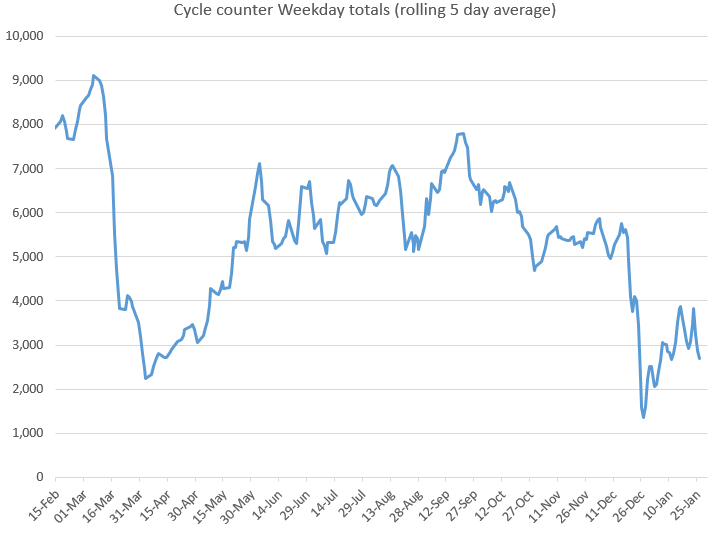 Cycle counter Weekday totals (rolling 5 day average)
10,000
9,000
8,000
7,000
6,000
5,000
4,000
3,000
2,000
1,000
0
15-Feb
01-Mar
16-Mar
31-Mar
15-Apr
30-Apr
15-May
30-May
14-Jun
29-Jun
14-Jul
29-Jul
13-Aug
28-Aug
12-Sep
27-Sep
12-Oct
27-Oct
11-Nov
26-Nov
11-Dec
26-Dec
10-Jan
25-Jan